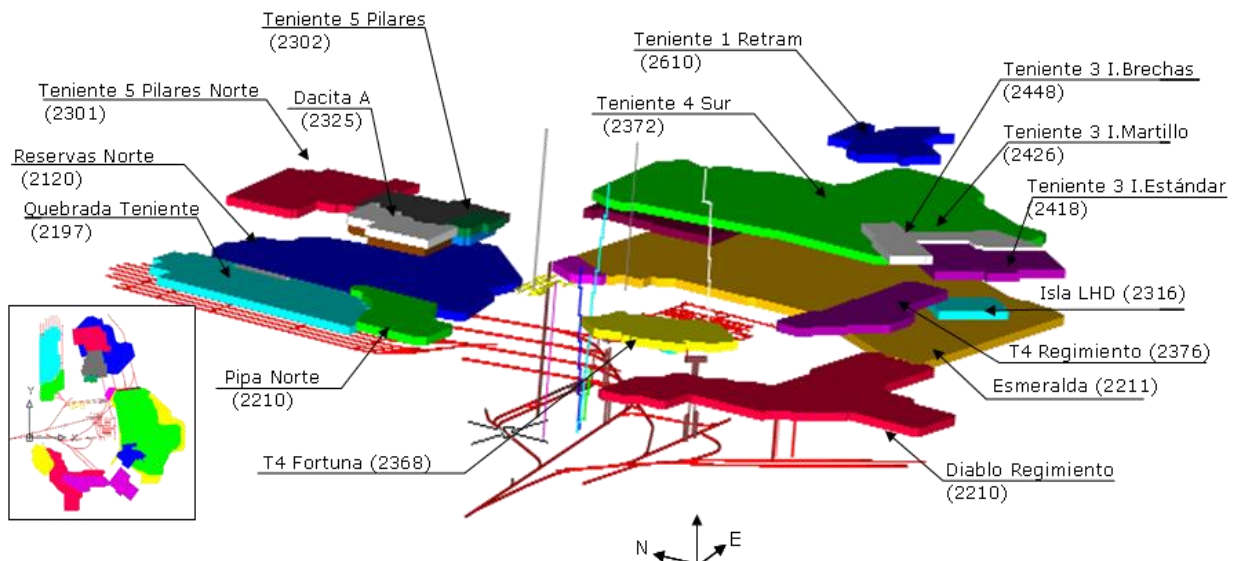 Teniente 5 Pilares
(2302)
Teniente 1 Retram
(2610)
Teniente 3 I.Brechas
(2448)
Teniente 5 Pilares Norte
(2301)
Dacita A
(2325)
Teniente 4 Sur
(2372)
Teniente 3 I.Martillo
(2426)
Reservas Norte
(2120)
Teniente 3 I.Estándar
(2418)
Quebrada Teniente
(2197)
Isla LHD (2316)
T4 Regimiento (2376)
Pipa Norte
(2210)
Esmeralda (2211)
T4 Fortuna (2368)
Diablo Regimiento
(2210)
Y
X
N
E